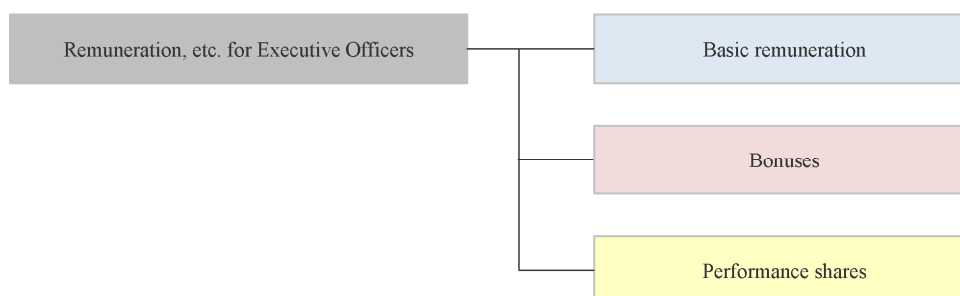 Remuneration, etc. for Executive Officers
Basic remuneration
Bonuses
Performance shares